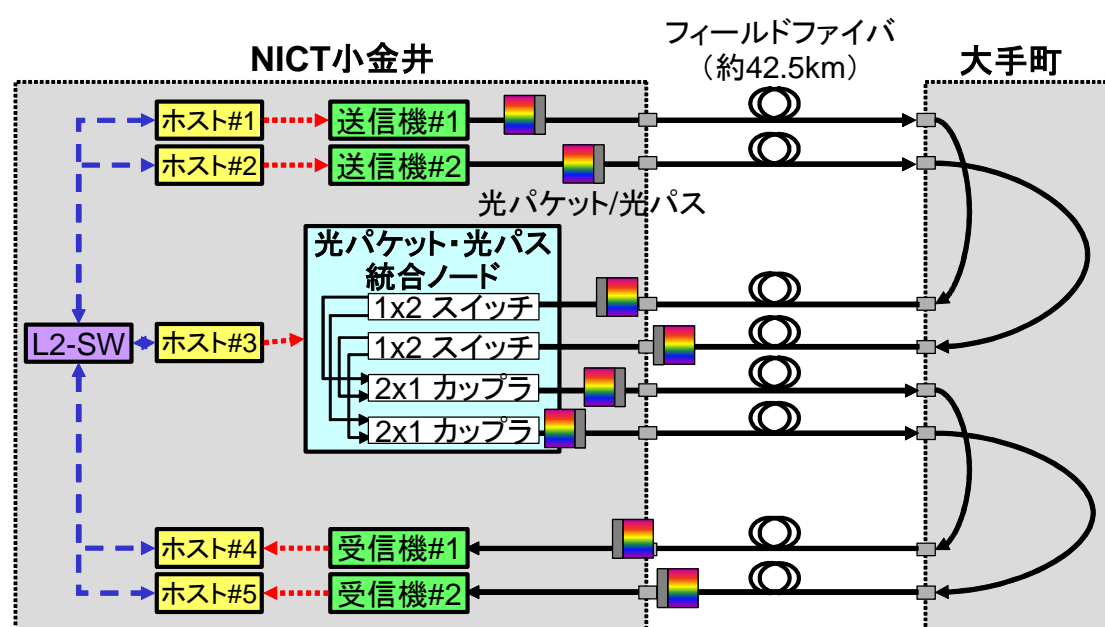 フィールドファイバ
(約42.5km)
NICT小金井
大手町
ホスト#1
送信機#1
ホスト#2
送信機#2
光パケット/光パス
光パケット・光パス
統合ノード
1x2 スイッチ
L2-SW
ホスト#3
1x2 スイッチ
2x1 カップラ
2x1 カップラ
ホスト#4
受信機#1
ホスト#5
受信機#2